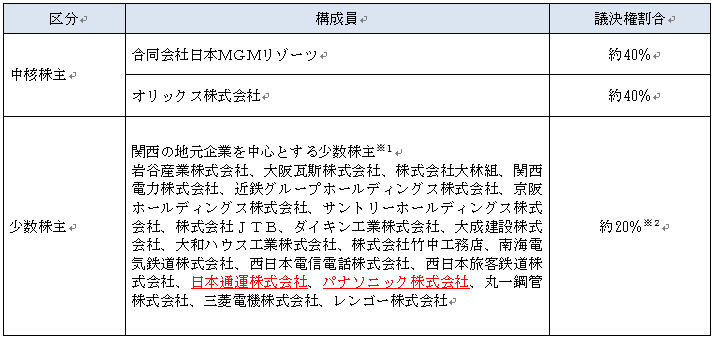 区分 構成員 議決権割合
中核株主
合同会社日本MGMリゾーツ 約40%
オリックス株式会社 約40%
少数株主
関西の地元企業を中心とする少数株主※1
岩谷産業株式会社、大阪瓦斯株式会社、株式会社大林組、関西
電力株式会社、近鉄グループホールディングス株式会社、京阪
ホールディングス株式会社、サントリーホールディングス株式
会社、株式会社JTB、ダイキン工業株式会社、大成建設株式
会社、大和ハウス工業株式会社、株式会社竹中工務店、南海電
気鉄道株式会社、西日本電信電話株式会社、西日本旅客鉄道株
式会社、日本通運株式会社、パナソニック株式会社、丸一鋼管
株式会社、三菱電機株式会社、レンゴー株式会社
約20%※2